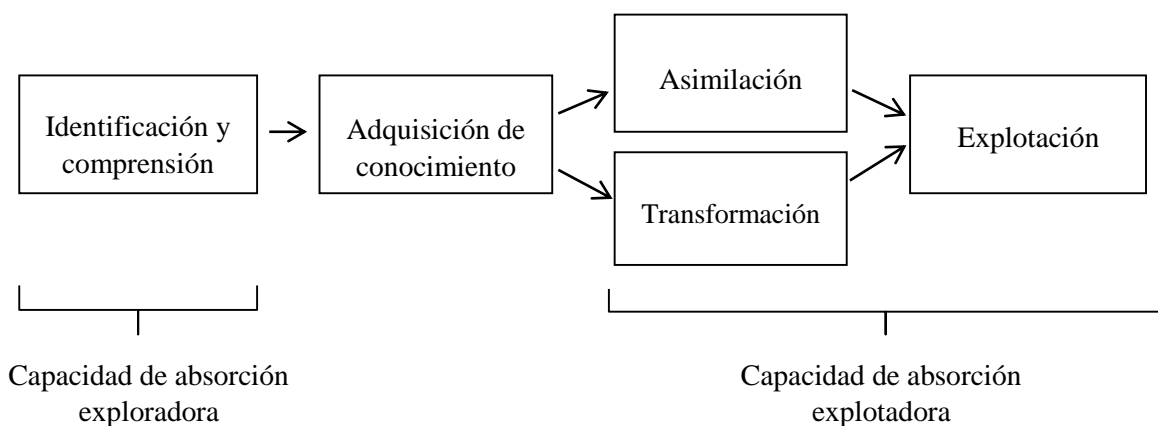 Identificación y
comprensión
Adquisición de
conocimiento
Asimilación
Transformación
Explotación
Capacidad de absorción
exploradora
Capacidad de absorción
explotadora